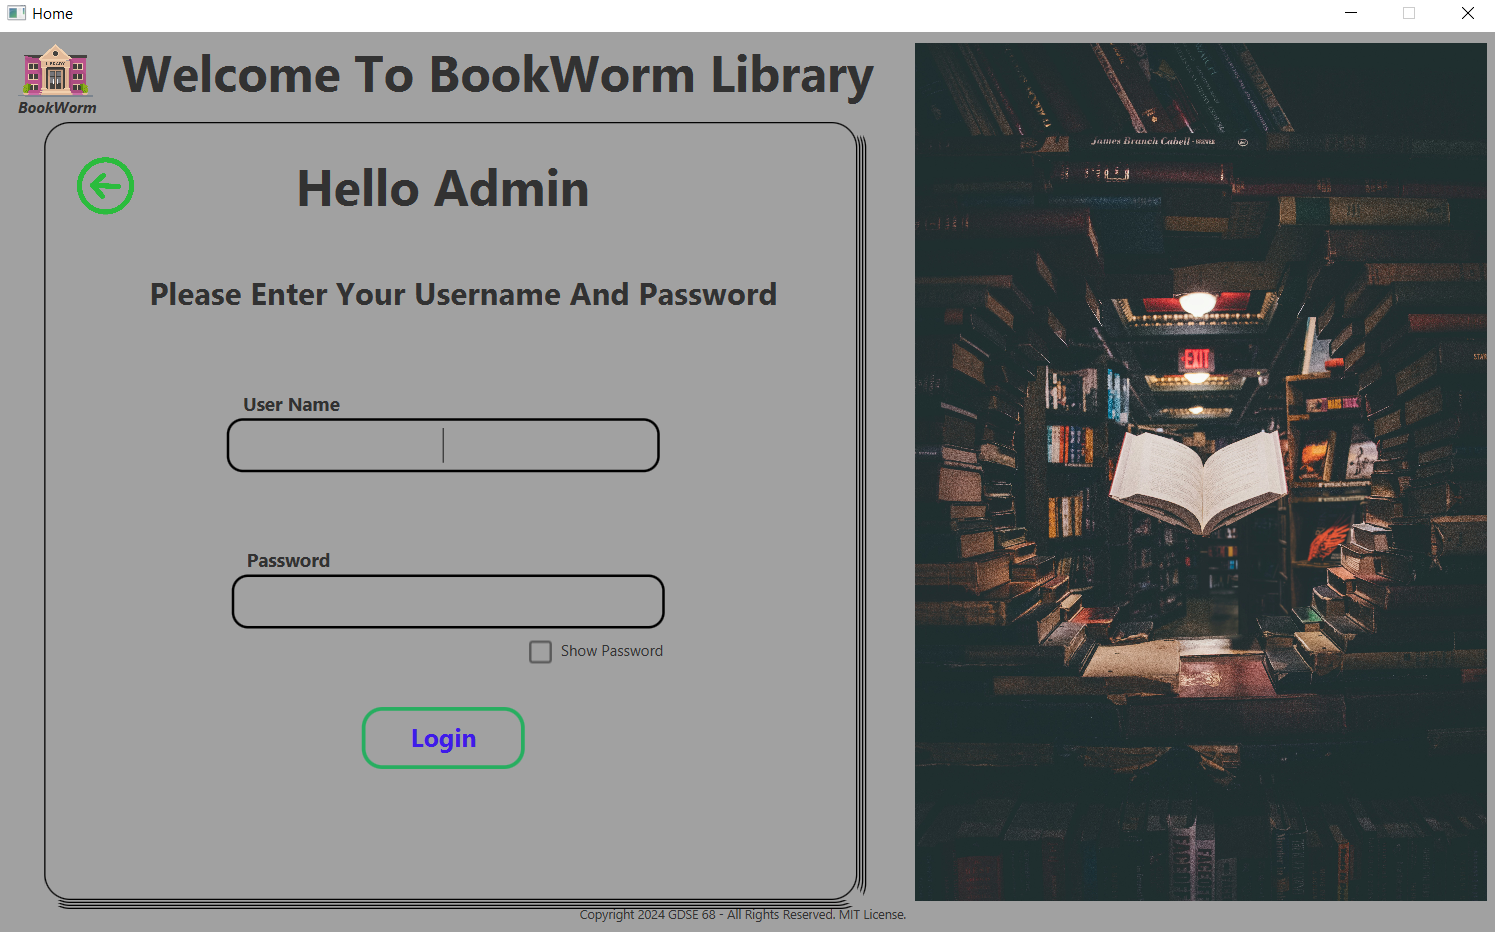 Home
LIBRARY
BookWorm
Welcome To BookWorm Library
Hello Admin
Please Enter Your Username And Password
User Name
Password
Show Password
Login
Copyright 2024 GDSE 68 - All Rights Reserved. MIT License.
James Branch Cabell
EXIT